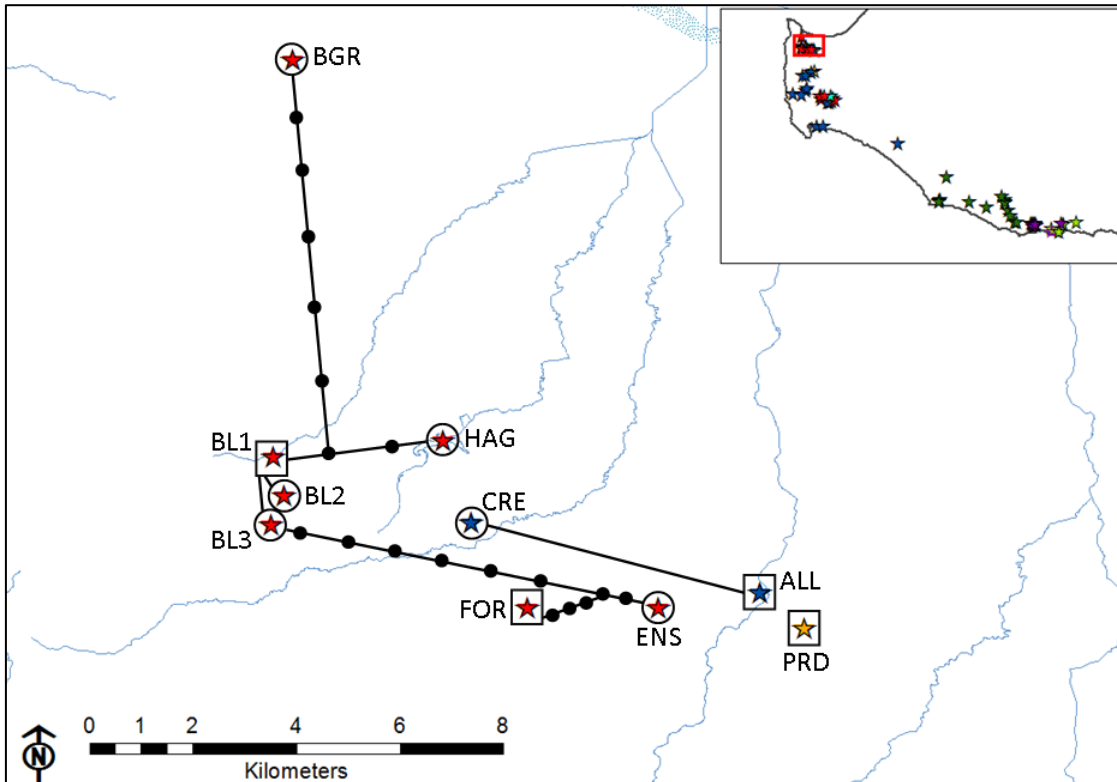 BGR
BL1
HAG
BL2
CRE
BL3
ALL
FOR
ENS
PRD
0 1 2 4 6 8
Kilometers
N